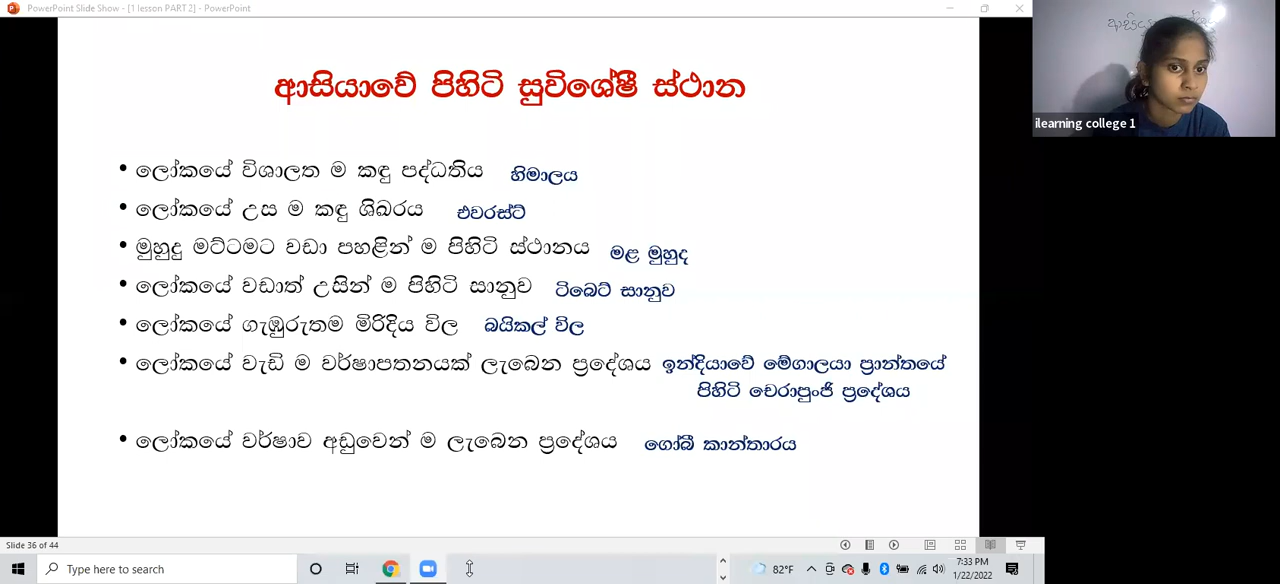 PowerPoint Slide Show - [1 lesson PART 2] - PowerPoint
ආසියාවේ පිහිටි සුවිශේෂී ස්ථාන
• ලෝකයේ විශාලත ම කඳු පද්ධතිය හිමාලය
• ලෝකයේ උස ම කඳු ශිඛරය එවරස්ට්
• මුහුදු මට්ටමට වඩා පහළින් ම පිහිටි ස්ථානය මළ මුහුද
• ලෝකයේ වඩාත් උසින් ම පිහිටි සානුව ටිබෙට් සානුව
• ලෝකයේ ගැඹුරුතම මිරිදිය විල බයිකල් විල
• ලෝකයේ වැඩි ම වර්ෂාපතනයක් ලැබෙන ප්‍රදේශය ඉන්දියාවේ මේගාලයා ප්‍රාන්තයේ
පිහිටි චෙරාපුංජි ප්‍රදේශය
• ලෝකයේ වර්ෂාව අඩුවෙන් ම ලැබෙන ප්‍රදේශය ගෝබී කාන්තාරය
ilearning college 1
Slide 36 of 44
Type here to search
82°F
7:33 PM
1/22/2022